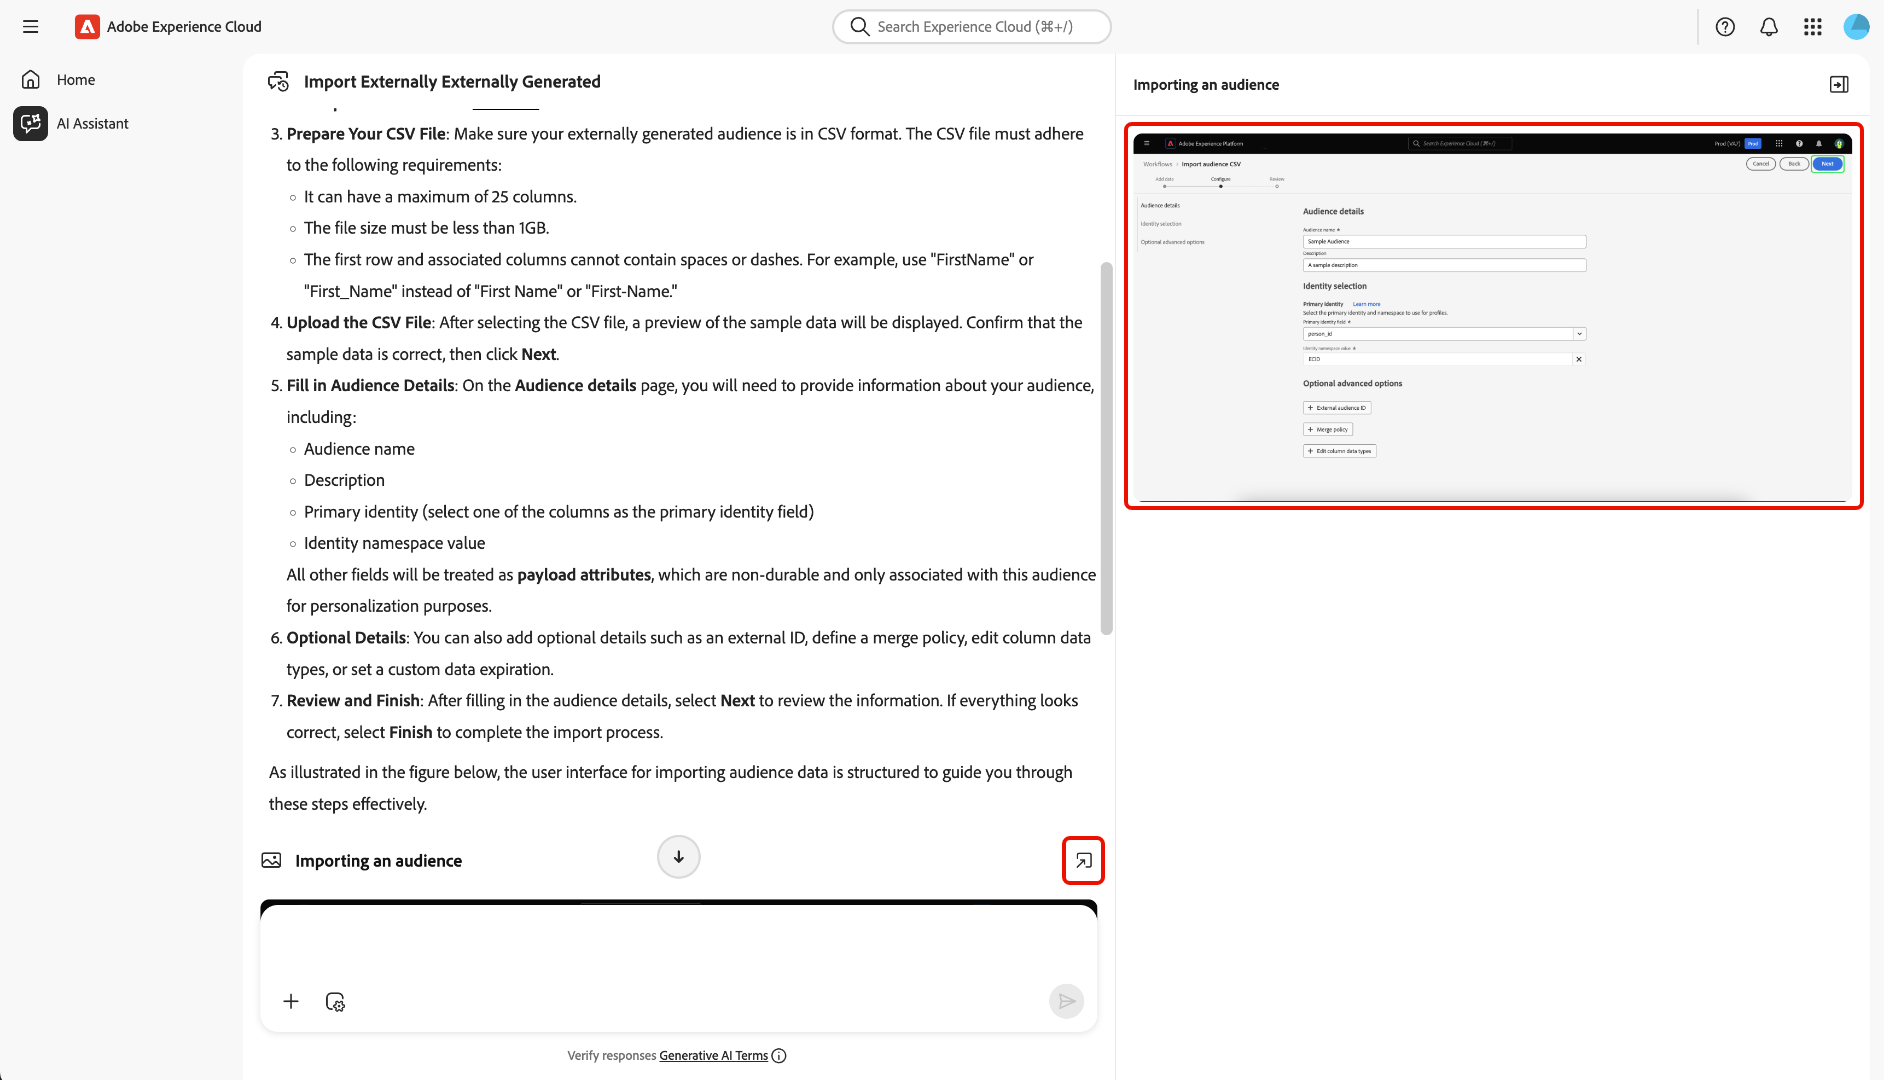 Adobe Experience Cloud
Search Experience Cloud (⌘+/)
Home
AI Assistant
Import Externally Externally Generated
3. Prepare Your CSV File: Make sure your externally generated audience is in CSV format. The CSV file must adhere
to the following requirements:
◦ It can have a maximum of 25 columns.
◦ The file size must be less than 1GB.
◦ The first row and associated columns cannot contain spaces or dashes. For example, use "FirstName" or
"First_Name" instead of "First Name" or "First-Name."
4. Upload the CSV File: After selecting the CSV file, a preview of the sample data will be displayed. Confirm that the
sample data is correct, then click Next.
5. Fill in Audience Details: On the Audience details page, you will need to provide information about your audience,
including:
◦ Audience name
◦ Description
◦ Primary identity (select one of the columns as the primary identity field)
◦ Identity namespace value
All other fields will be treated as payload attributes, which are non-durable and only associated with this audience
for personalization purposes.
6. Optional Details: You can also add optional details such as an external ID, define a merge policy, edit column data
types, or set a custom data expiration.
7. Review and Finish: After filling in the audience details, select Next to review the information. If everything looks
correct, select Finish to complete the import process.
As illustrated in the figure below, the user interface for importing audience data is structured to guide you through
these steps effectively.
Importing an audience
Verify responses Generative AI Terms
Importing an audience
Adobe Experience Platform
Search Experience Cloud (⌘+/)
Prod (VA7)
Prod
Workflows › Import audience CSV
Cancel
Back
Next
Add data
Configure
Review
Audience details
Identity selection
Optional advanced options
Audience details
Audience name *
Sample Audience
Description
A sample description
Identity selection
Primary identity Learn more
Select the primary identity and namespace to use for profiles.
Primary identity field *
person_id
Identity namespace value *
ECID
Optional advanced options
+ External audience ID
+ Merge policy
+ Edit column data types